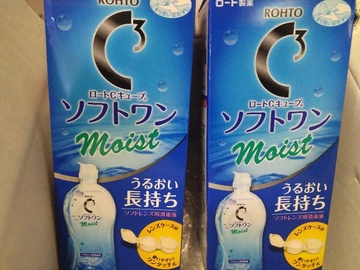 ROHTO
C3
ロートCキューブ
ソフトワン
moist
うるおい
長持ち
ソフトレンズ用消毒液
レンズケース付
ロート製薬
ROHTO
C3
ロートCキューブ
ソフトワン
moist
うるおい
長持ち
ソフトレンズ用消毒液
レンズケース付